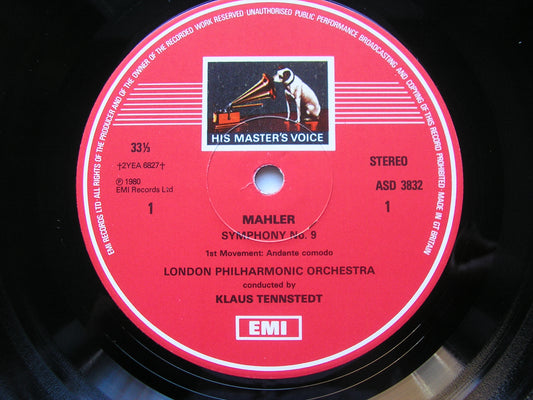 EMI RECORDS LTD ALL RIGHTS OF THE PRODUCER AND OF THE OWNER OF THE RECORDED WORK RESERVED UNAUTHORISED PUBLIC PERFORMANCE BROADCASTING AND COPYING OF THIS RECORD PROHIBITED · MADE IN GT BRITAIN
HIS MASTER'S VOICE
33⅓
†2YEA 6827†
℗ 1980
EMI Records Ltd
1
STEREO
ASD 3832
1
MAHLER
SYMPHONY No. 9
1st Movement: Andante comodo
LONDON PHILHARMONIC ORCHESTRA
conducted by
KLAUS TENNSTEDT
EMI